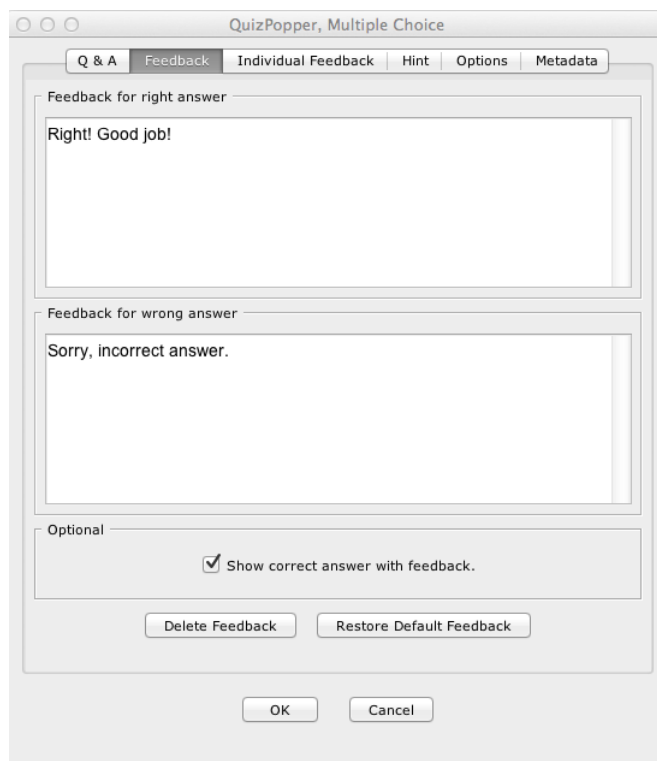 QuizPopper, Multiple Choice
Q & A Feedback Individual Feedback Hint Options Metadata
Feedback for right answer
Right! Good job!
Feedback for wrong answer
Sorry, incorrect answer.
Optional
Show correct answer with feedback.
Delete Feedback Restore Default Feedback
OK Cancel